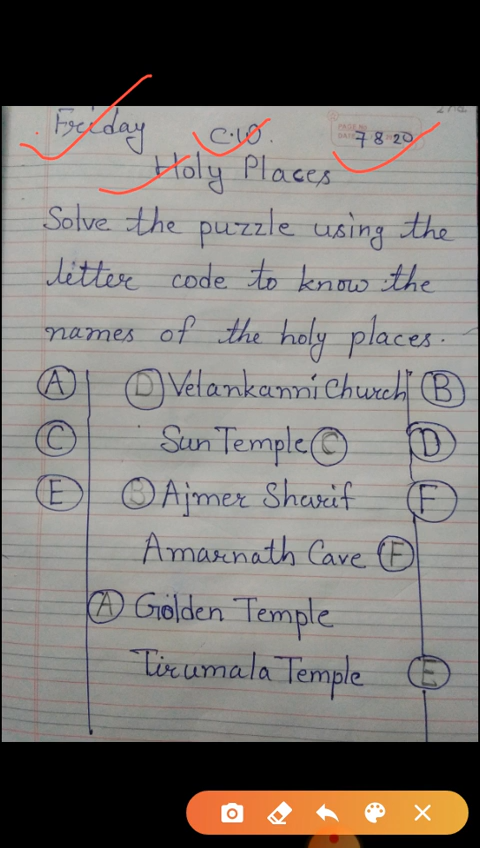 Friday C.W. 7 8 20
Holy Places
Solve the puzzle using the
letter code to know the
names of the holy places.
A D Velankanni Church B
C Sun Temple C D
E B Ajmer Sharif F
Amarnath Cave F
A Golden Temple
Tirumala Temple E